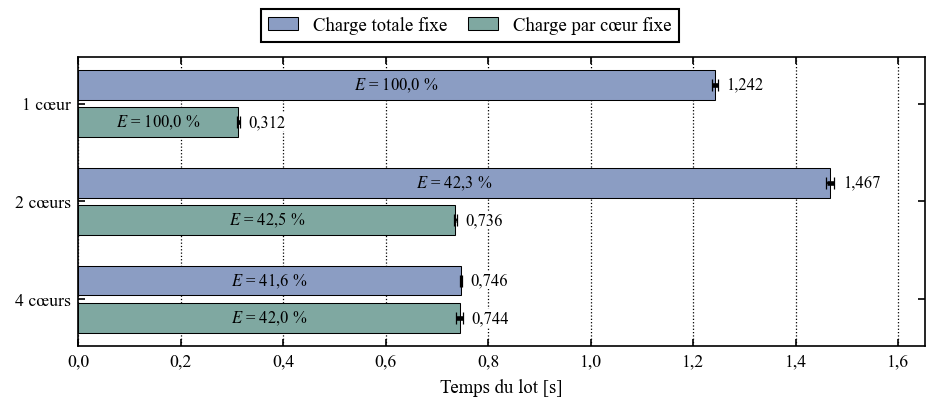 Charge totale fixe Charge par cœur fixe
1 cœur
E = 100,0 % 1,242
E = 100,0 % 0,312
2 cœurs
E = 42,3 % 1,467
E = 42,5 % 0,736
4 cœurs
E = 41,6 % 0,746
E = 42,0 % 0,744
0,0 0,2 0,4 0,6 0,8 1,0 1,2 1,4 1,6
Temps du lot [s]